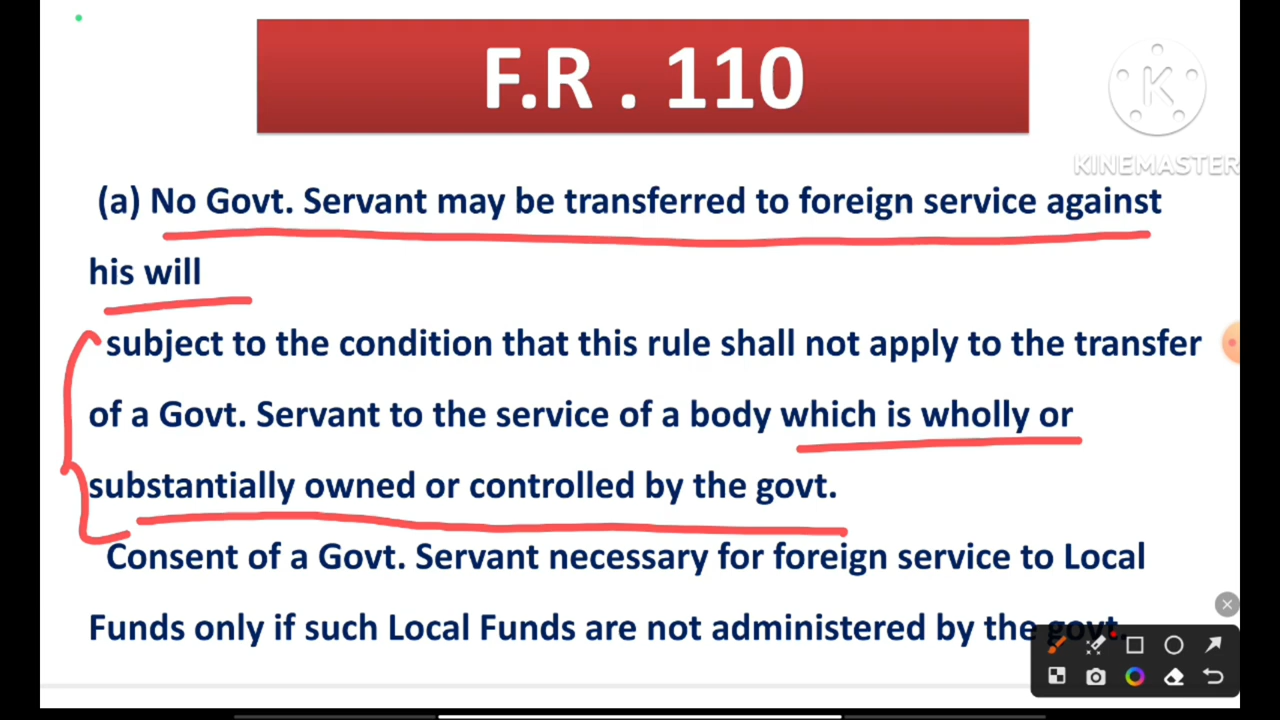 F.R . 110
KINEMASTER
(a) No Govt. Servant may be transferred to foreign service against
his will
subject to the condition that this rule shall not apply to the transfer
of a Govt. Servant to the service of a body which is wholly or
substantially owned or controlled by the govt.
Consent of a Govt. Servant necessary for foreign service to Local
Funds only if such Local Funds are not administered by the govt.